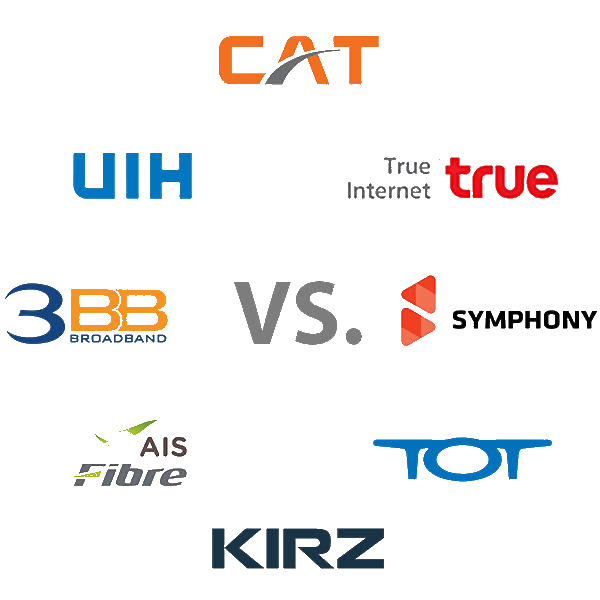 CAT
UIH
True
Internet
true
3BB
BROADBAND
VS.
SYMPHONY
AIS
Fibre
TOT
KIRZ